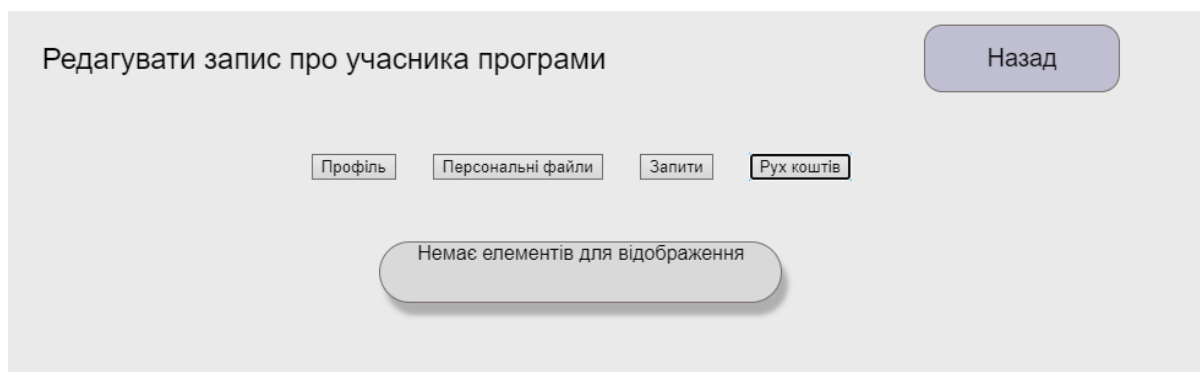 Редагувати запис про учасника програми
Назад
Профіль
Персональні файли
Запити
Рух коштів
Немає елементів для відображення